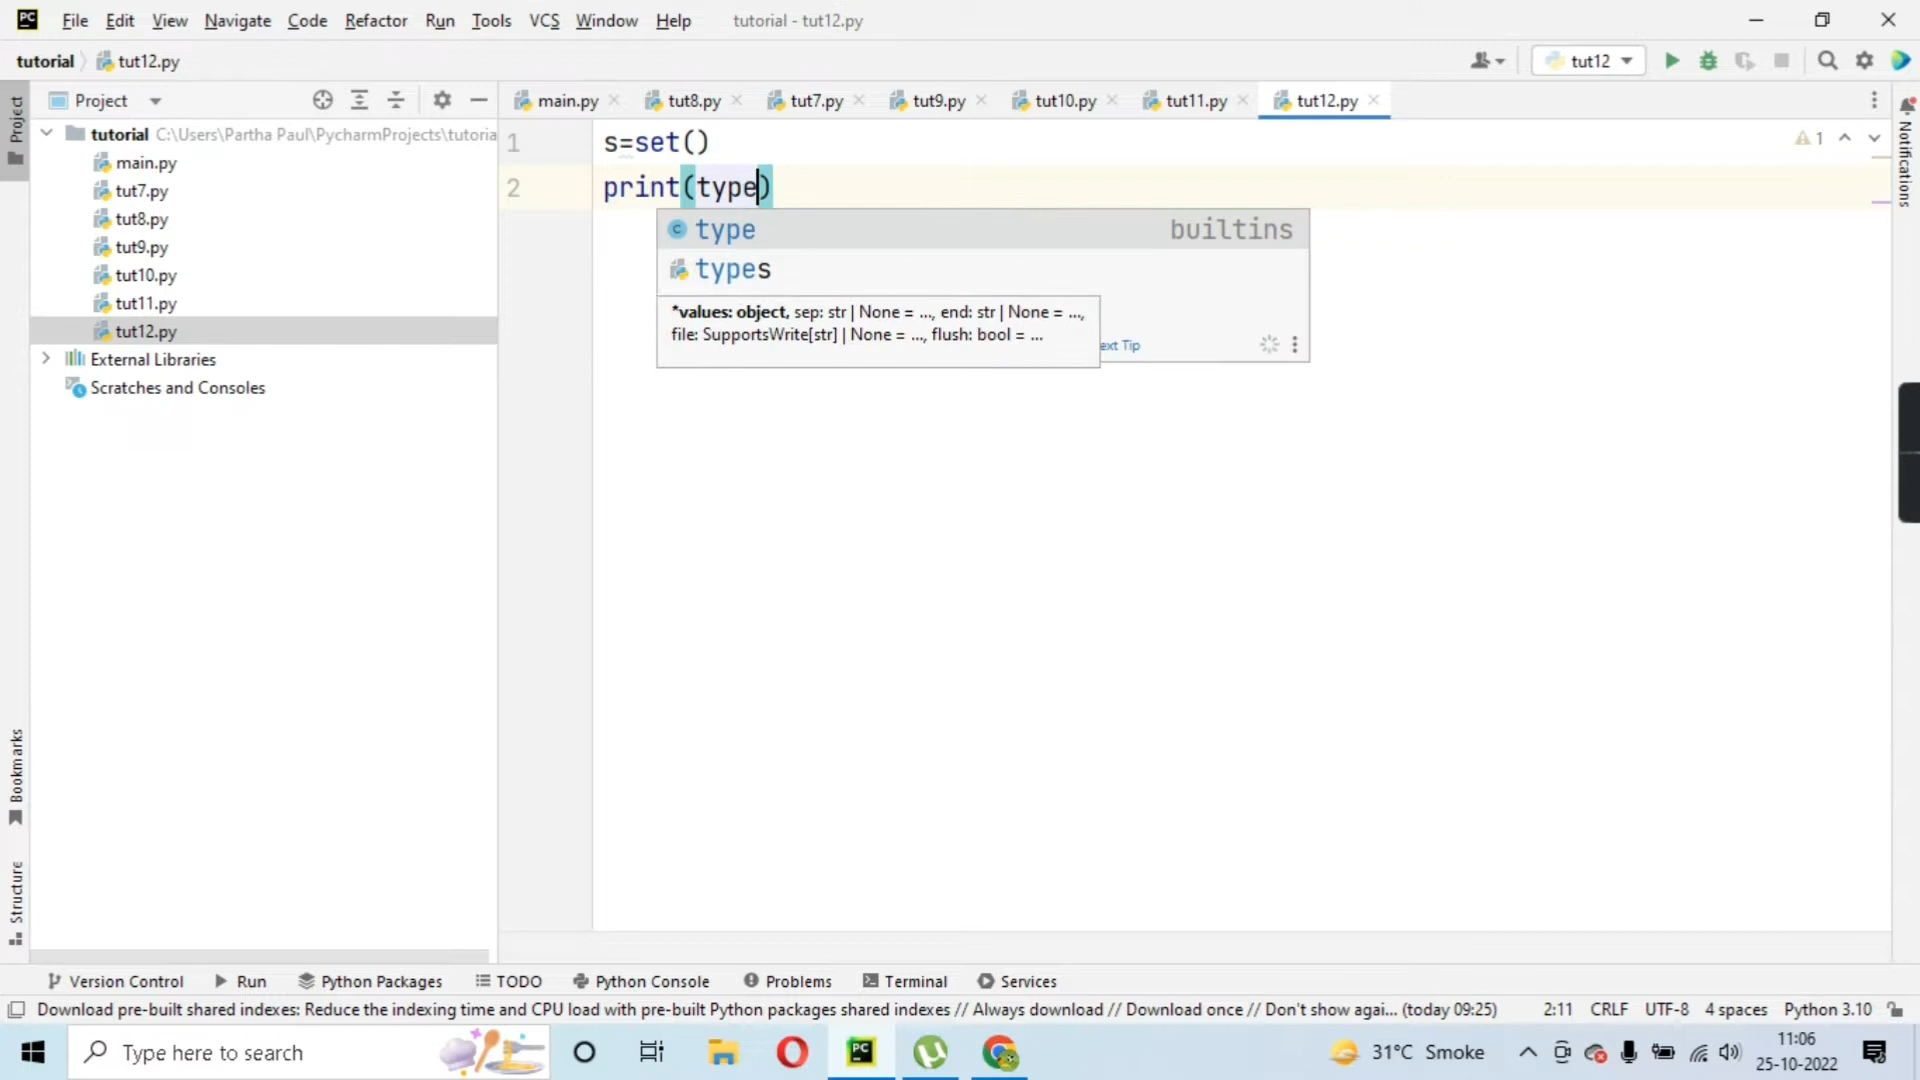 PC File Edit View Navigate Code Refactor Run Tools VCS Window Help tutorial - tut12.py
tutorial tut12.py tut12
Project main.py tut8.py tut7.py tut9.py tut10.py tut11.py tut12.py
Project
Notifications
tutorial C:\Users\Partha Paul\PycharmProjects\tutoria
main.py
tut7.py
tut8.py
tut9.py
tut10.py
tut11.py
tut12.py
External Libraries
Scratches and Consoles
1 s=set()
1
2 print(type)
type builtins
types
*values: object, sep: str | None = ..., end: str | None = ...,
file: SupportsWrite[str] | None = ..., flush: bool = ...
ext Tip
Bookmarks
Structure
Version Control Run Python Packages TODO Python Console Problems Terminal Services
Download pre-built shared indexes: Reduce the indexing time and CPU load with pre-built Python packages shared indexes // Always download // Download once // Don't show agai... (today 09:25) 2:11 CRLF UTF-8 4 spaces Python 3.10
Type here to search PC 31°C Smoke 11:06
25-10-2022